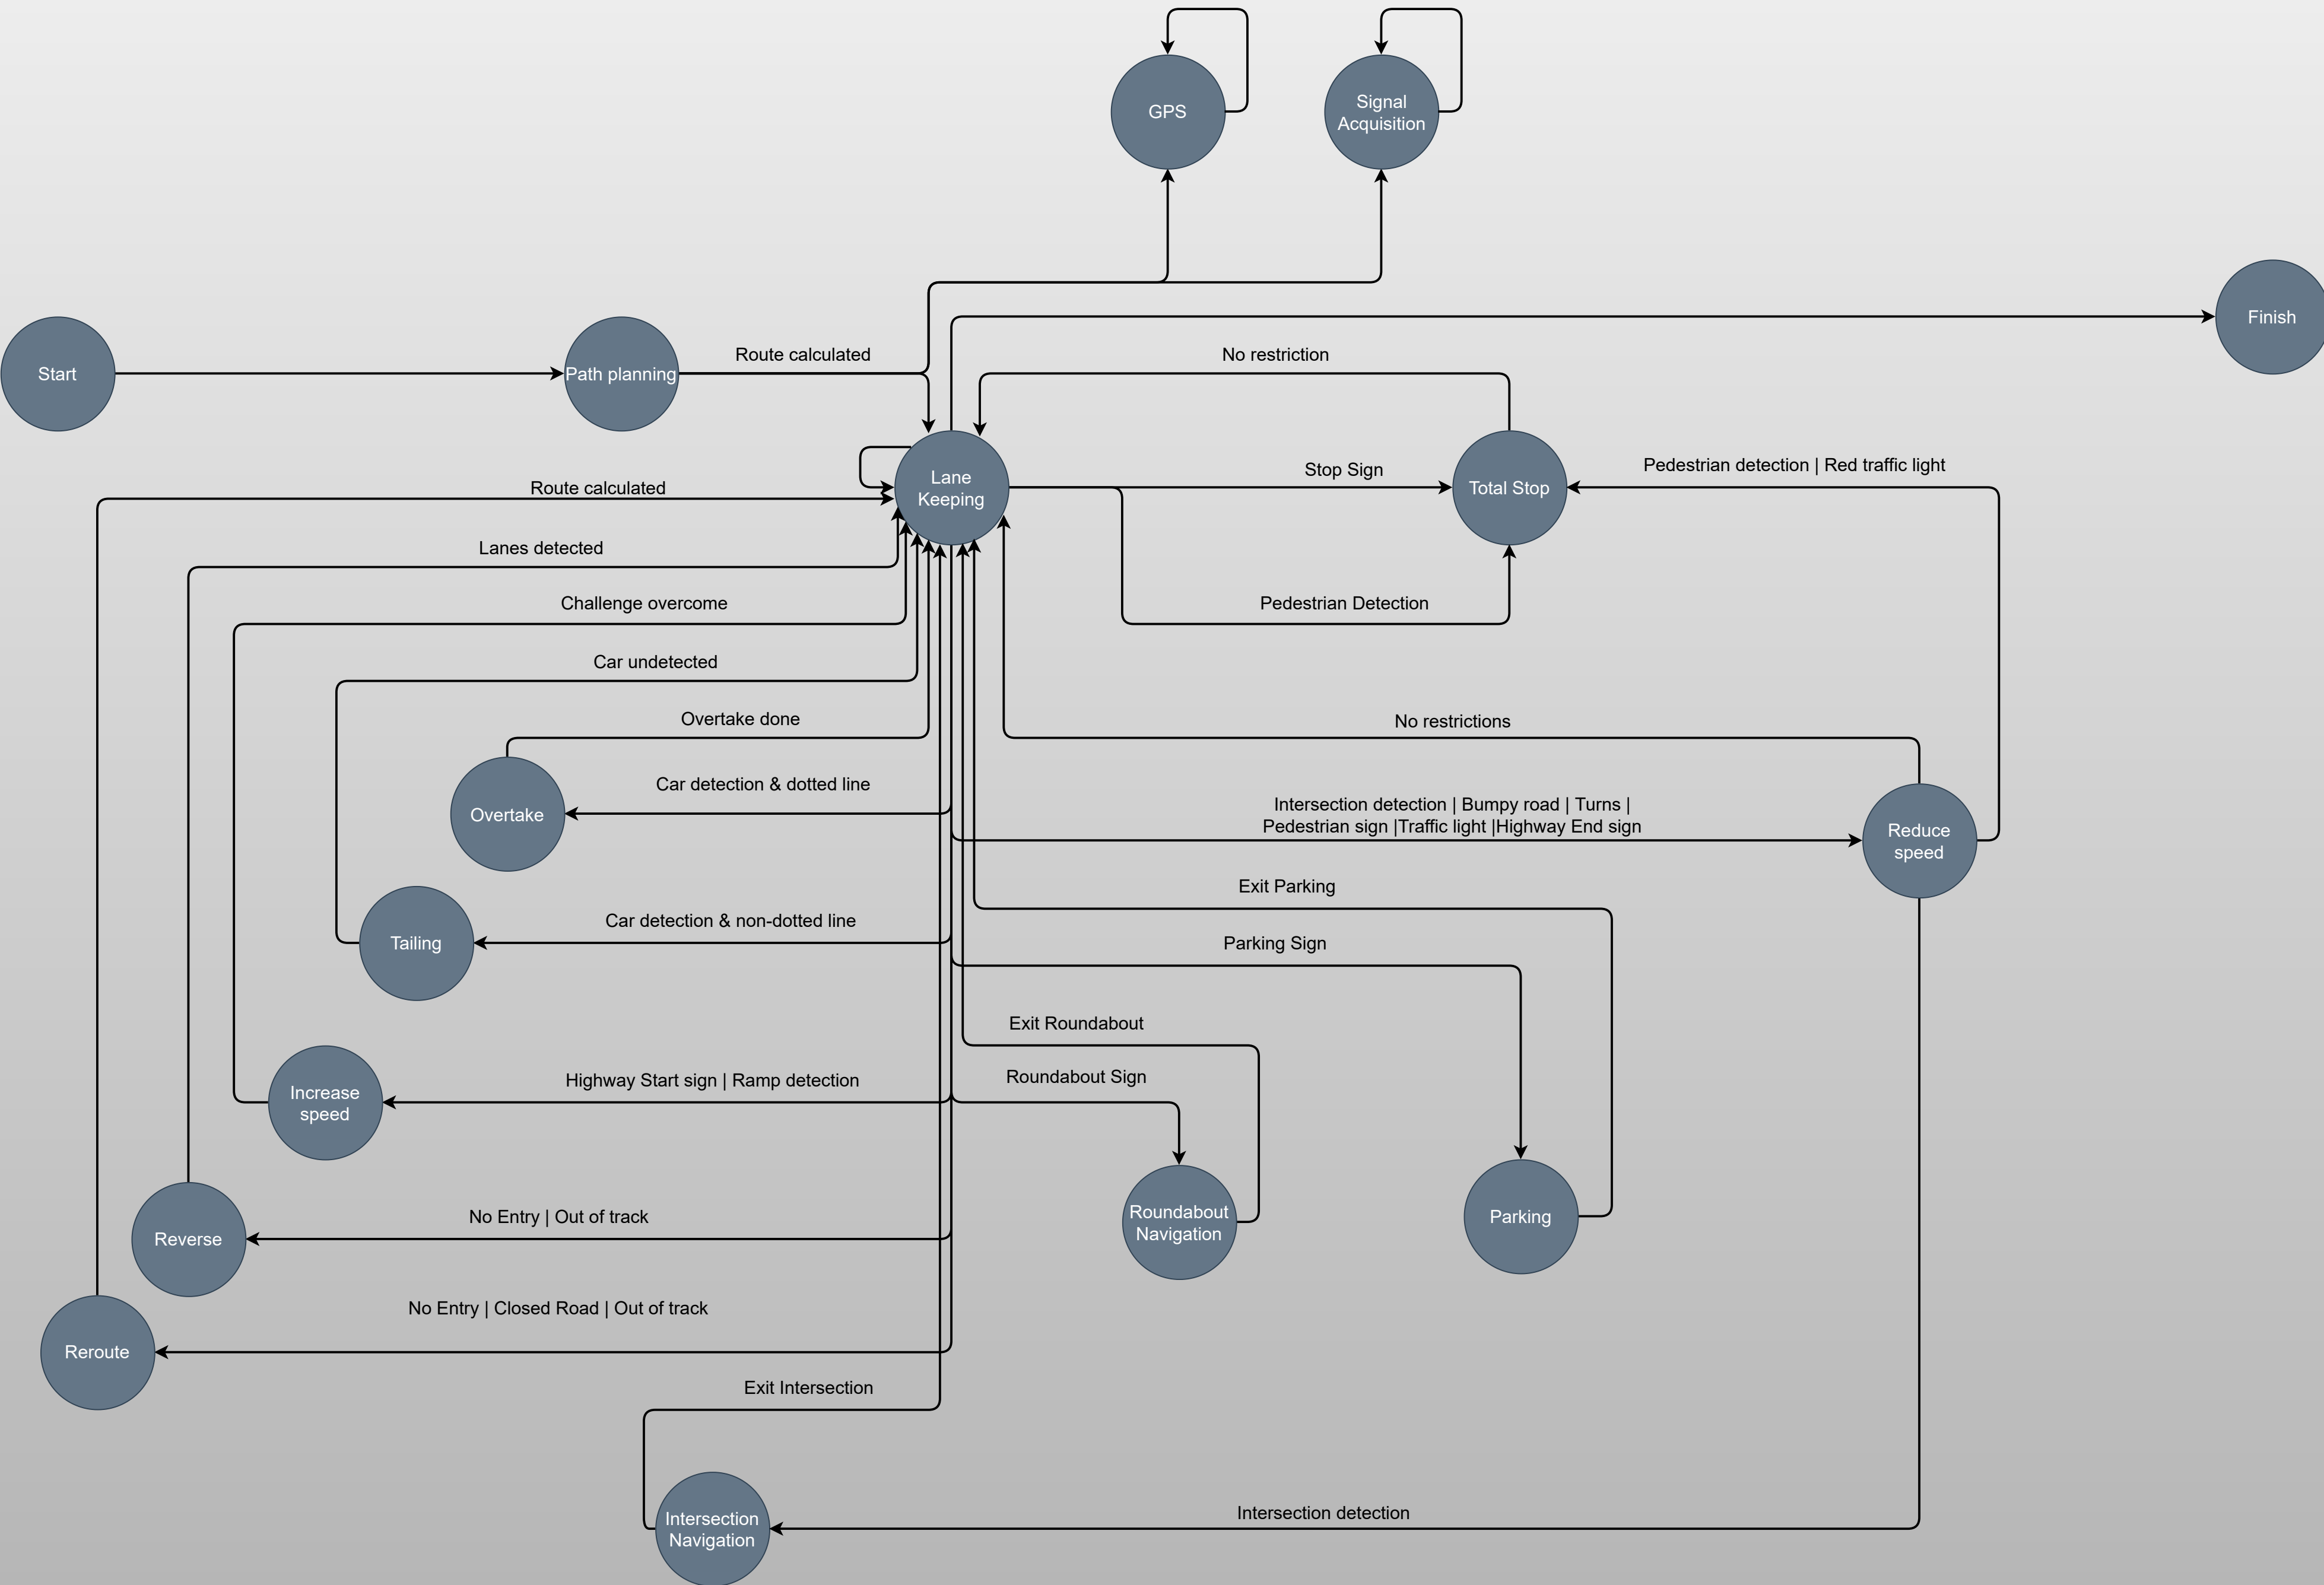 GPS
Signal
Acquisition
Finish
Start
Path planning
Route calculated
No restriction
Lane
Keeping
Stop Sign
Total Stop
Pedestrian detection | Red traffic light
Route calculated
Lanes detected
Challenge overcome
Pedestrian Detection
Car undetected
Overtake done
No restrictions
Car detection & dotted line
Overtake
Intersection detection | Bumpy road | Turns |
Pedestrian sign |Traffic light |Highway End sign
Reduce
speed
Exit Parking
Car detection & non-dotted line
Tailing
Parking Sign
Exit Roundabout
Highway Start sign | Ramp detection
Roundabout Sign
Increase
speed
No Entry | Out of track
Reverse
Roundabout
Navigation
Parking
No Entry | Closed Road | Out of track
Reroute
Exit Intersection
Intersection
Navigation
Intersection detection